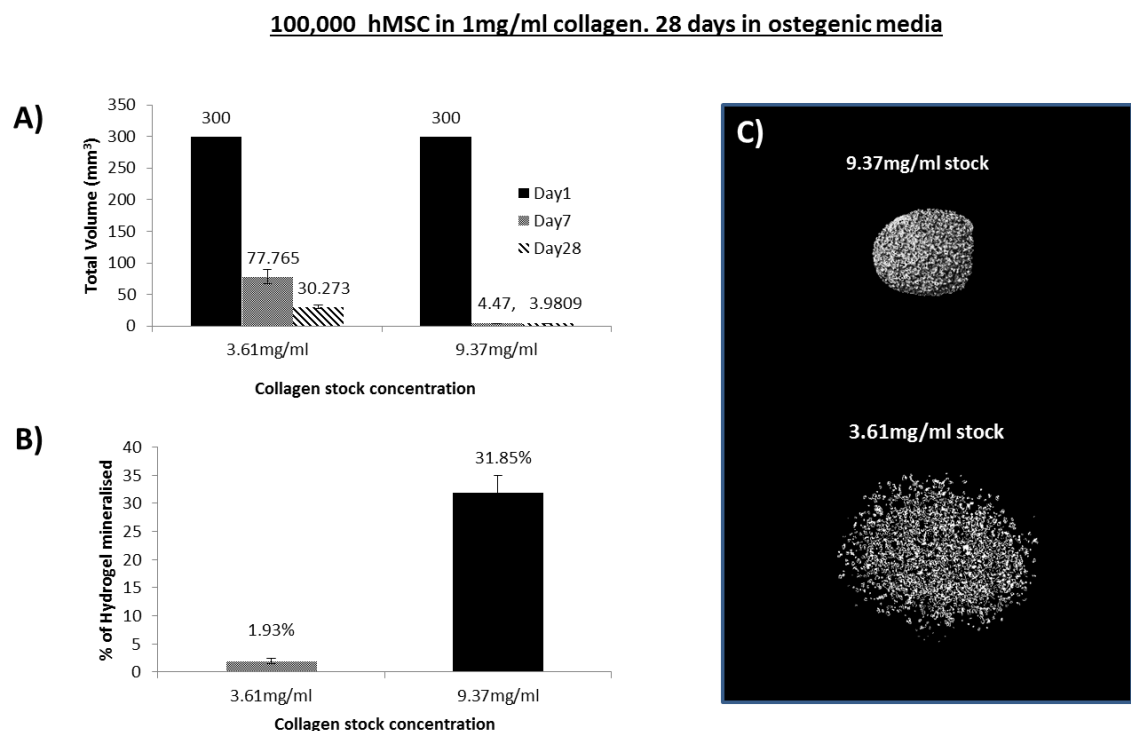 100,000 hMSC in 1mg/ml collagen. 28 days in ostegenic media
A)
Total Volume (mm³)
350
300
250
200
150
100
50
0
300
77.765
30.273
300
4.47,
3.9809
Day1
Day7
Day28
3.61mg/ml
9.37mg/ml
Collagen stock concentration
B)
% of Hydrogel mineralised
40
35
30
25
20
15
10
5
0
1.93%
31.85%
3.61mg/ml
9.37mg/ml
Collagen stock concentration
C)
9.37mg/ml stock
3.61mg/ml stock